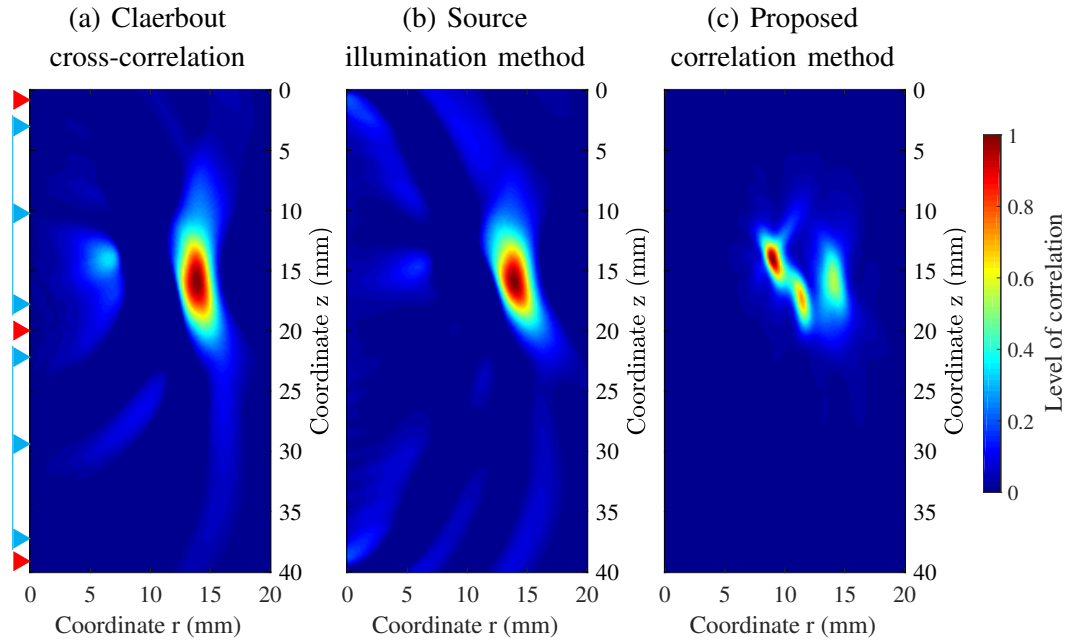 (a) Claerbout
cross-correlation
(b) Source
illumination method
(c) Proposed
correlation method
0
5
10
15
20
25
30
35
40
Coordinate z (mm)
0 5 10 15 20
Coordinate r (mm)
0
5
10
15
20
25
30
35
40
Coordinate z (mm)
0 5 10 15 20
Coordinate r (mm)
0
5
10
15
20
25
30
35
40
Coordinate z (mm)
0 5 10 15 20
Coordinate r (mm)
1
0.8
0.6
0.4
0.2
0
Level of correlation